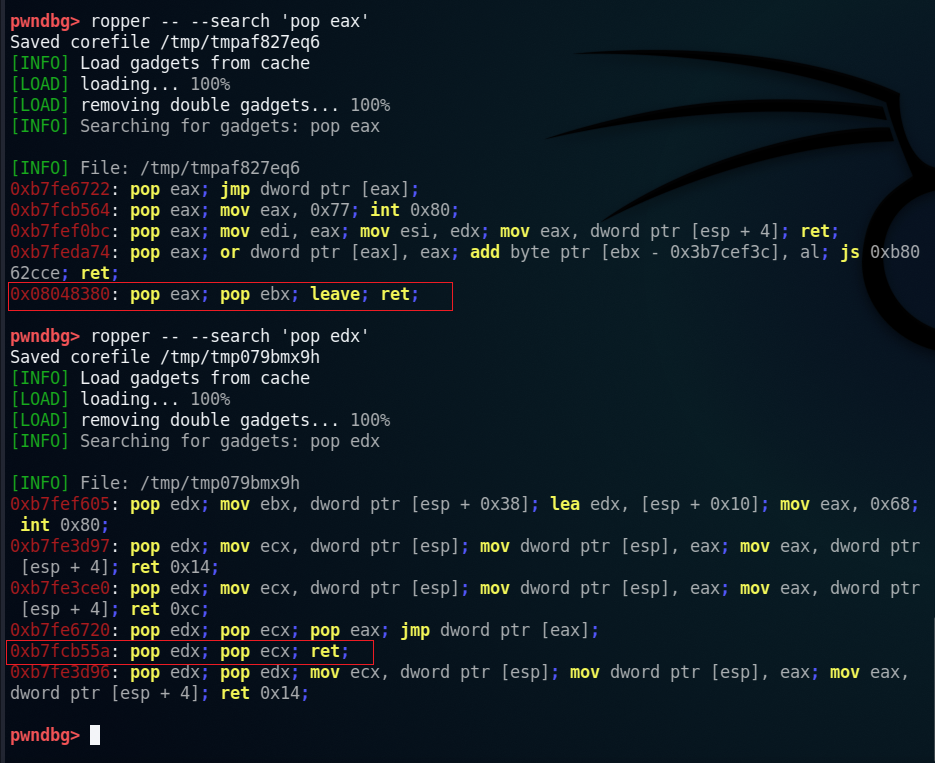 pwndbg> ropper -- --search 'pop eax'
Saved corefile /tmp/tmpaf827eq6
[INFO] Load gadgets from cache
[LOAD] loading... 100%
[LOAD] removing double gadgets... 100%
[INFO] Searching for gadgets: pop eax
[INFO] File: /tmp/tmpaf827eq6
0xb7fe6722: pop eax; jmp dword ptr [eax];
0xb7fcb564: pop eax; mov eax, 0x77; int 0x80;
0xb7fef0bc: pop eax; mov edi, eax; mov esi, edx; mov eax, dword ptr [esp + 4]; ret;
0xb7feda74: pop eax; or dword ptr [eax], eax; add byte ptr [ebx - 0x3b7cef3c], al; js 0xb80
62cce; ret;
0x08048380: pop eax; pop ebx; leave; ret;
pwndbg> ropper -- --search 'pop edx'
Saved corefile /tmp/tmp079bmx9h
[INFO] Load gadgets from cache
[LOAD] loading... 100%
[LOAD] removing double gadgets... 100%
[INFO] Searching for gadgets: pop edx
[INFO] File: /tmp/tmp079bmx9h
0xb7fef605: pop edx; mov ebx, dword ptr [esp + 0x38]; lea edx, [esp + 0x10]; mov eax, 0x68;
int 0x80;
0xb7fe3d97: pop edx; mov ecx, dword ptr [esp]; mov dword ptr [esp], eax; mov eax, dword ptr
[esp + 4]; ret 0x14;
0xb7fe3ce0: pop edx; mov ecx, dword ptr [esp]; mov dword ptr [esp], eax; mov eax, dword ptr
[esp + 4]; ret 0xc;
0xb7fe6720: pop edx; pop ecx; pop eax; jmp dword ptr [eax];
0xb7fcb55a: pop edx; pop ecx; ret;
0xb7fe3d96: pop edx; pop edx; mov ecx, dword ptr [esp]; mov dword ptr [esp], eax; mov eax,
dword ptr [esp + 4]; ret 0x14;
pwndbg>